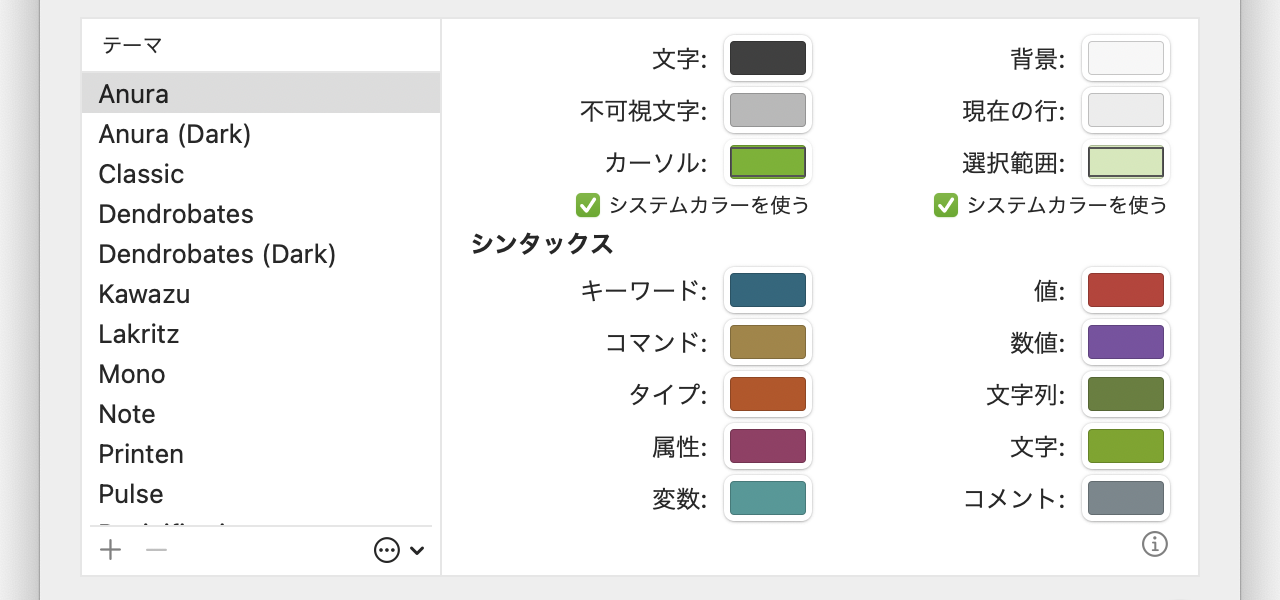 テーマ
Anura
Anura (Dark)
Classic
Dendrobates
Dendrobates (Dark)
Kawazu
Lakritz
Mono
Note
Printen
Pulse
文字:
背景:
不可視文字:
現在の行:
カーソル:
選択範囲:
システムカラーを使う
システムカラーを使う
シンタックス
キーワード:
値:
コマンド:
数値:
タイプ:
文字列:
属性:
文字:
変数:
コメント: